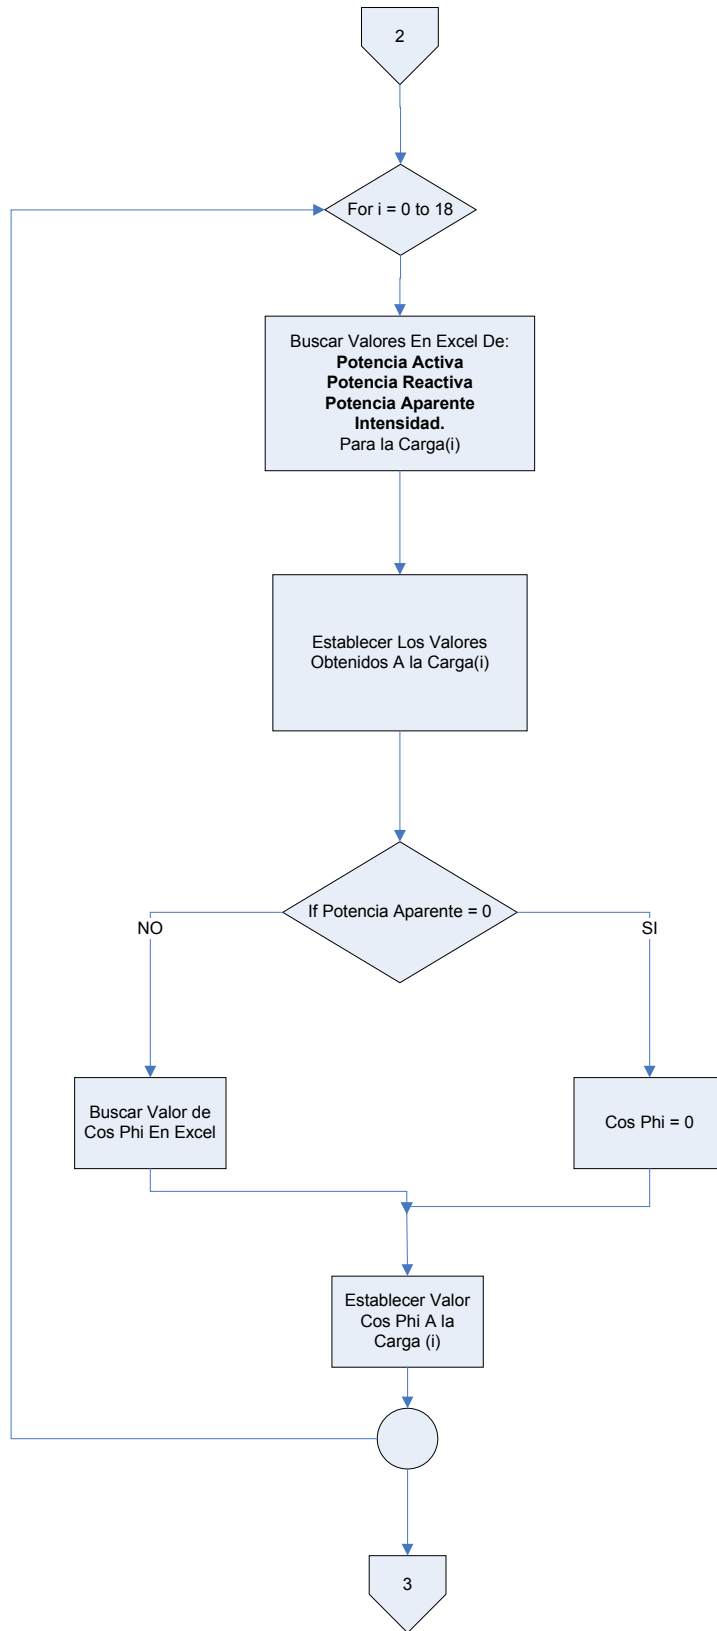 2
For i = 0 to 18
Buscar Valores En Excel De:
Potencia Activa
Potencia Reactiva
Potencia Aparente
Intensidad.
Para la Carga(i)
Establecer Los Valores
Obtenidos A la Carga(i)
If Potencia Aparente = 0
NO
SI
Buscar Valor de
Cos Phi En Excel
Cos Phi = 0
Establecer Valor
Cos Phi A la
Carga (i)
3